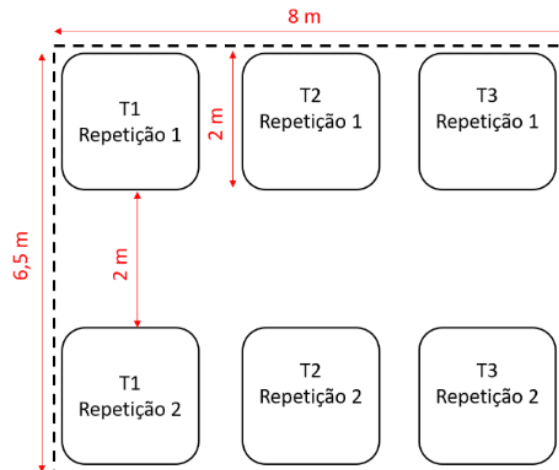 8 m
T1
Repetição 1
T2
Repetição 1
T3
Repetição 1
2 m
6,5 m
2 m
T1
Repetição 2
T2
Repetição 2
T3
Repetição 2